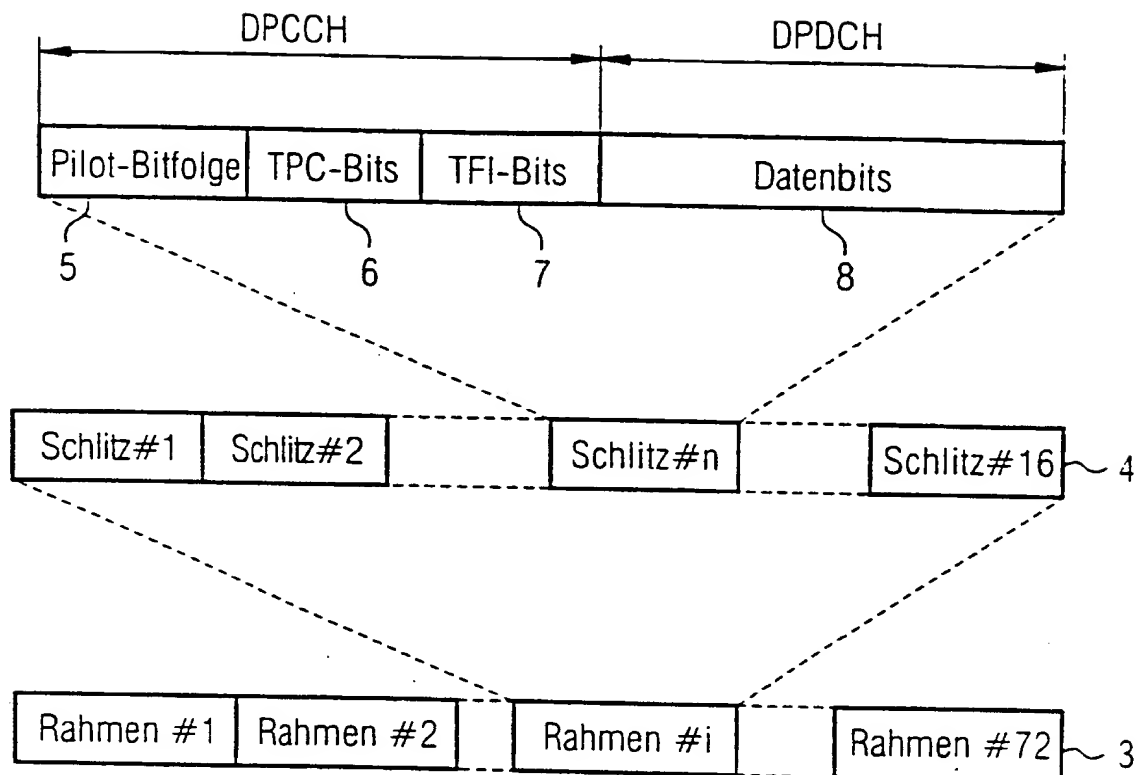 DPCCH DPDCH
Pilot-Bitfolge TPC-Bits TFI-Bits Datenbits
5 6 7 8
Schlitz#1 Schlitz#2 Schlitz#n Schlitz#16 4
Rahmen #1 Rahmen #2 Rahmen #i Rahmen #72 3